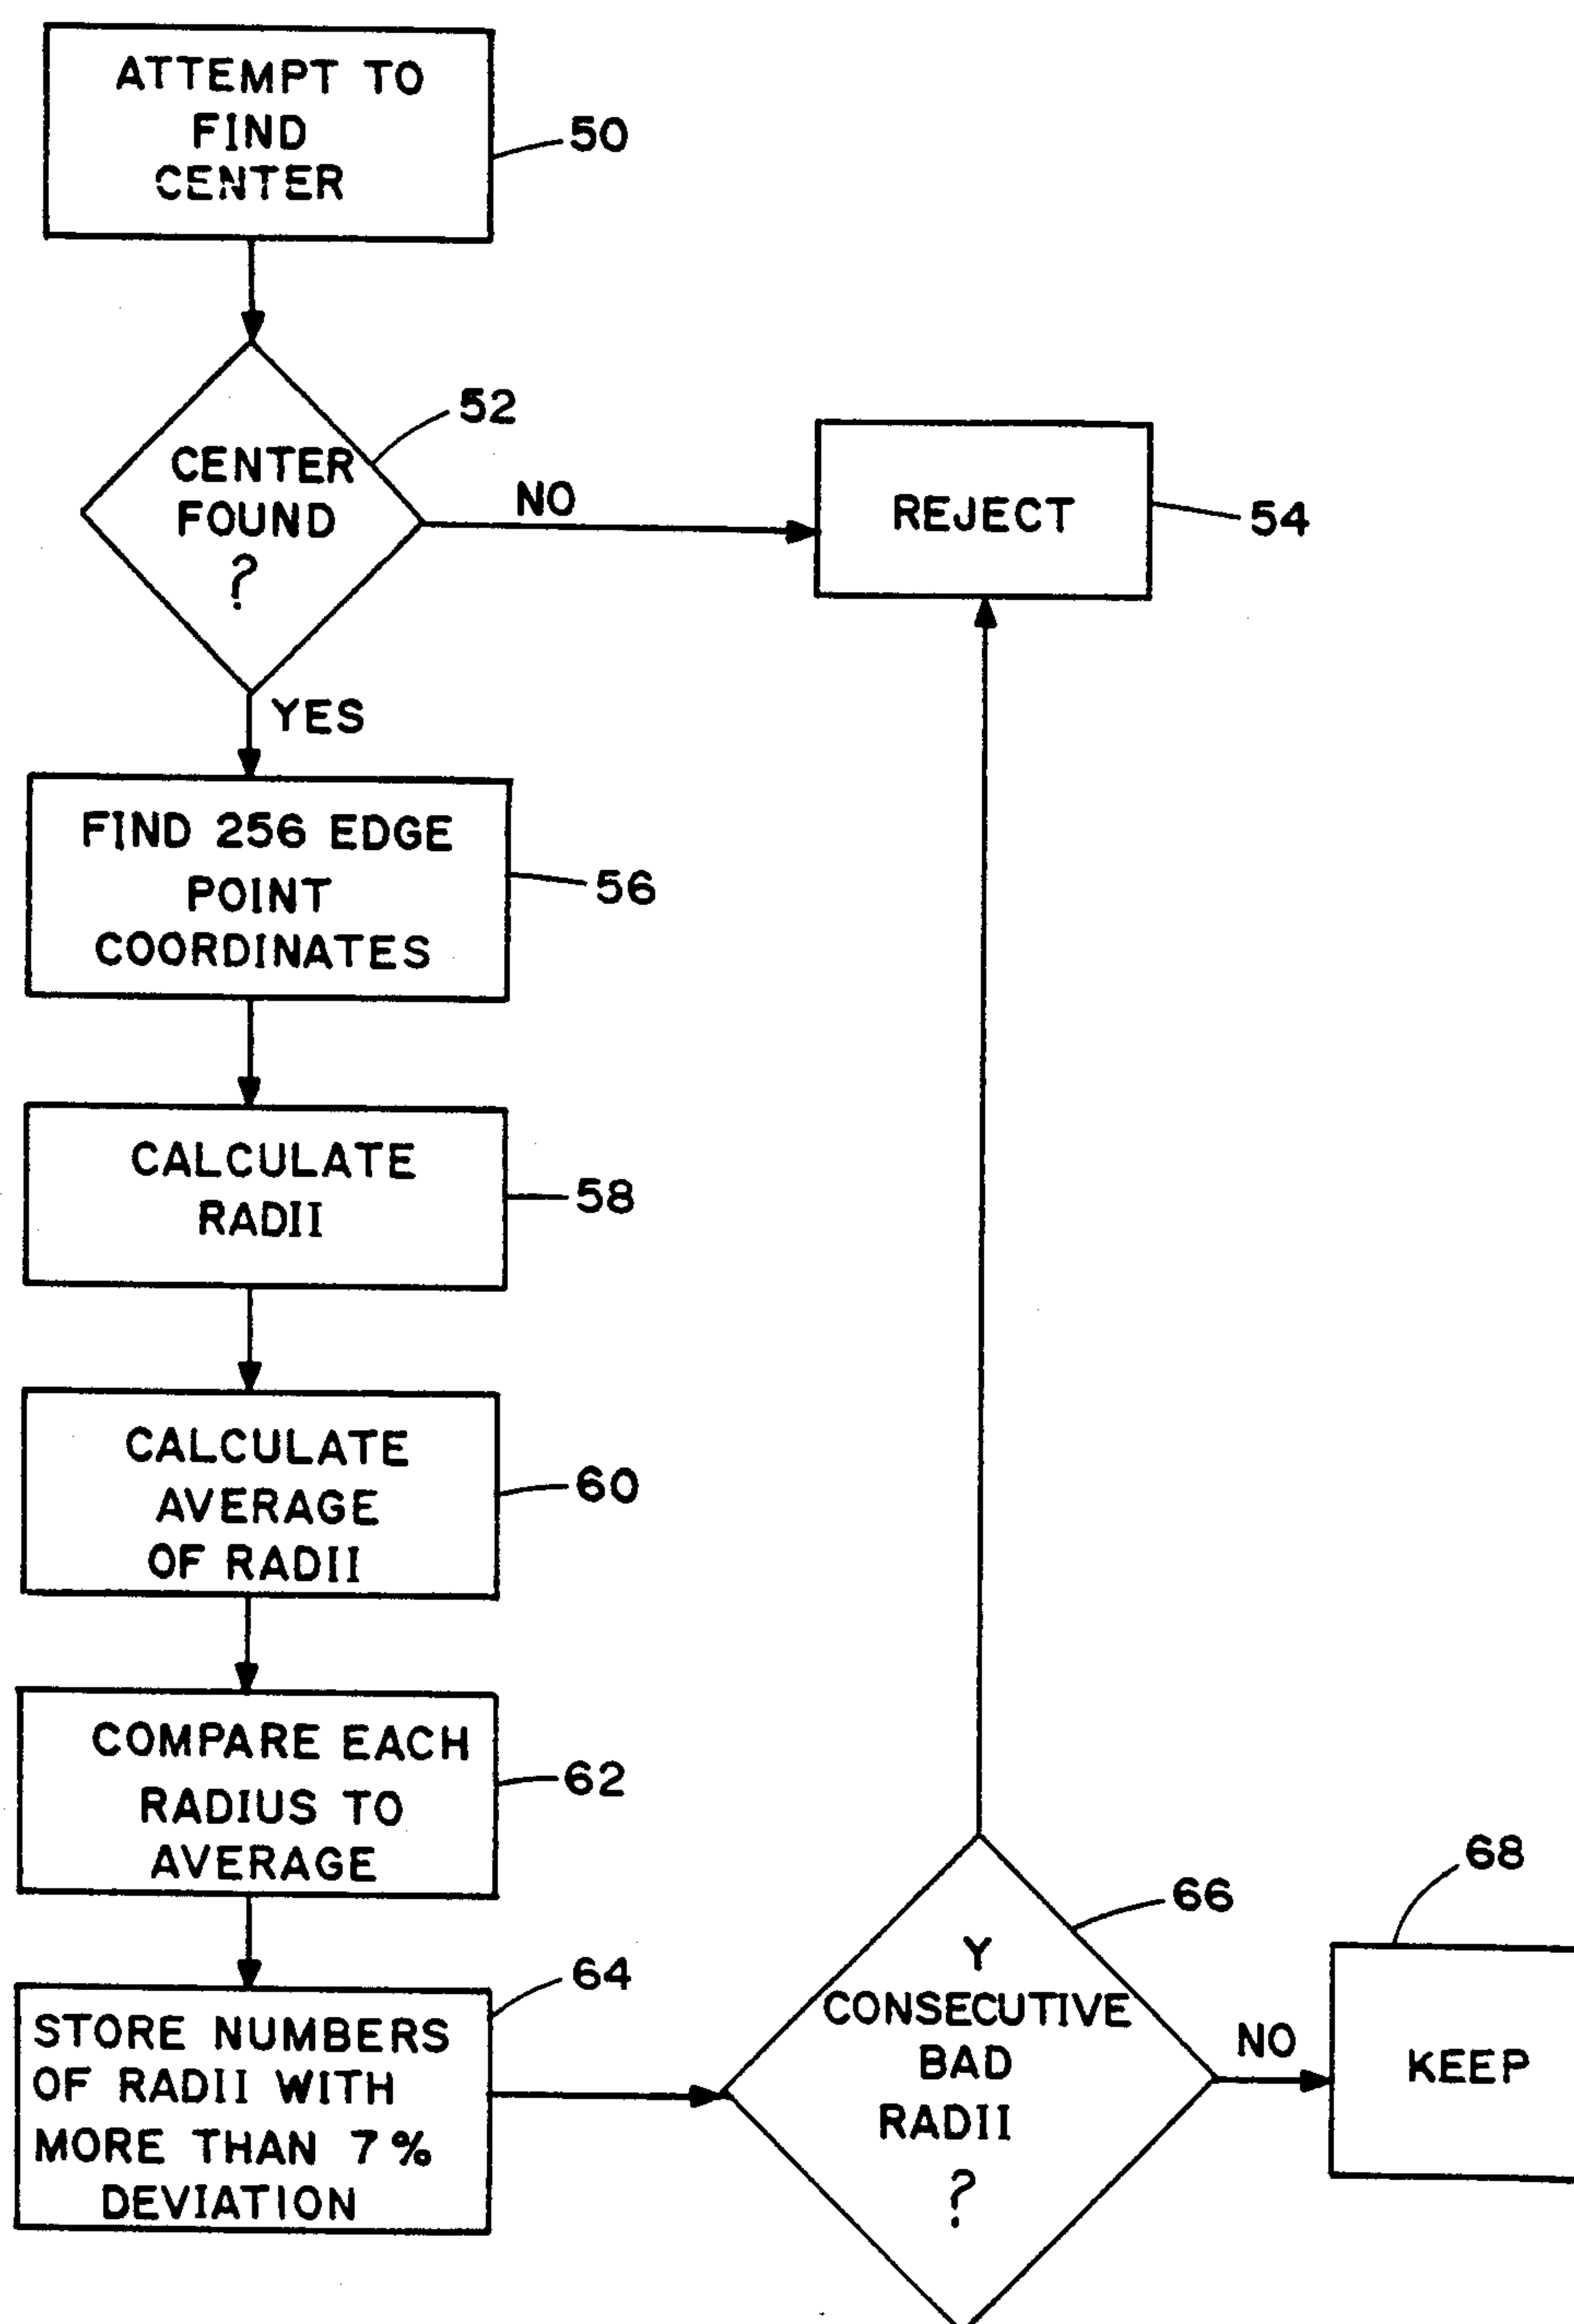 ATTEMPT TO
FIND
CENTER
50
CENTER
FOUND
?
52
NO
REJECT
54
YES
FIND 256 EDGE
POINT
COORDINATES
56
CALCULATE
RADII
58
CALCULATE
AVERAGE
OF RADII
60
COMPARE EACH
RADIUS TO
AVERAGE
62
STORE NUMBERS
OF RADII WITH
MORE THAN 7%
DEVIATION
64
Y
CONSECUTIVE
BAD
RADII
?
66
NO
KEEP
68